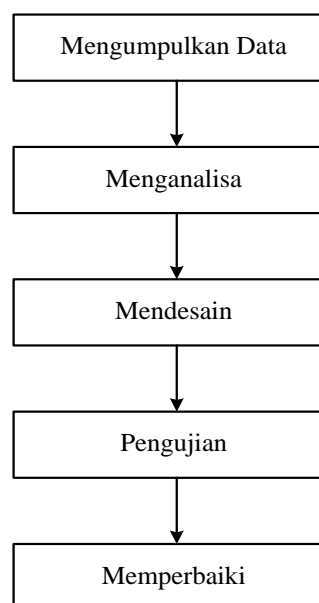 Mengumpulkan Data
Menganalisa
Mendesain
Pengujian
Memperbaiki